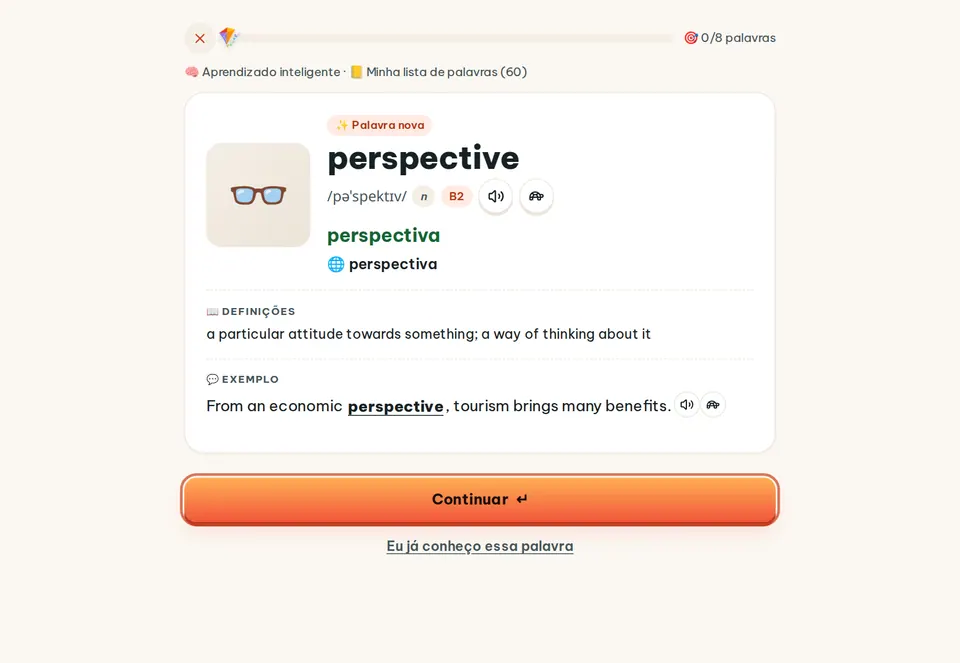 0/8 palavras
Aprendizado inteligente · Minha lista de palavras (60)
Palavra nova
perspective
/pəˈspektɪv/ n B2
perspectiva
perspectiva
DEFINIÇÕES
a particular attitude towards something; a way of thinking about it
EXEMPLO
From an economic perspective, tourism brings many benefits.
Continuar ↵
Eu já conheço essa palavra